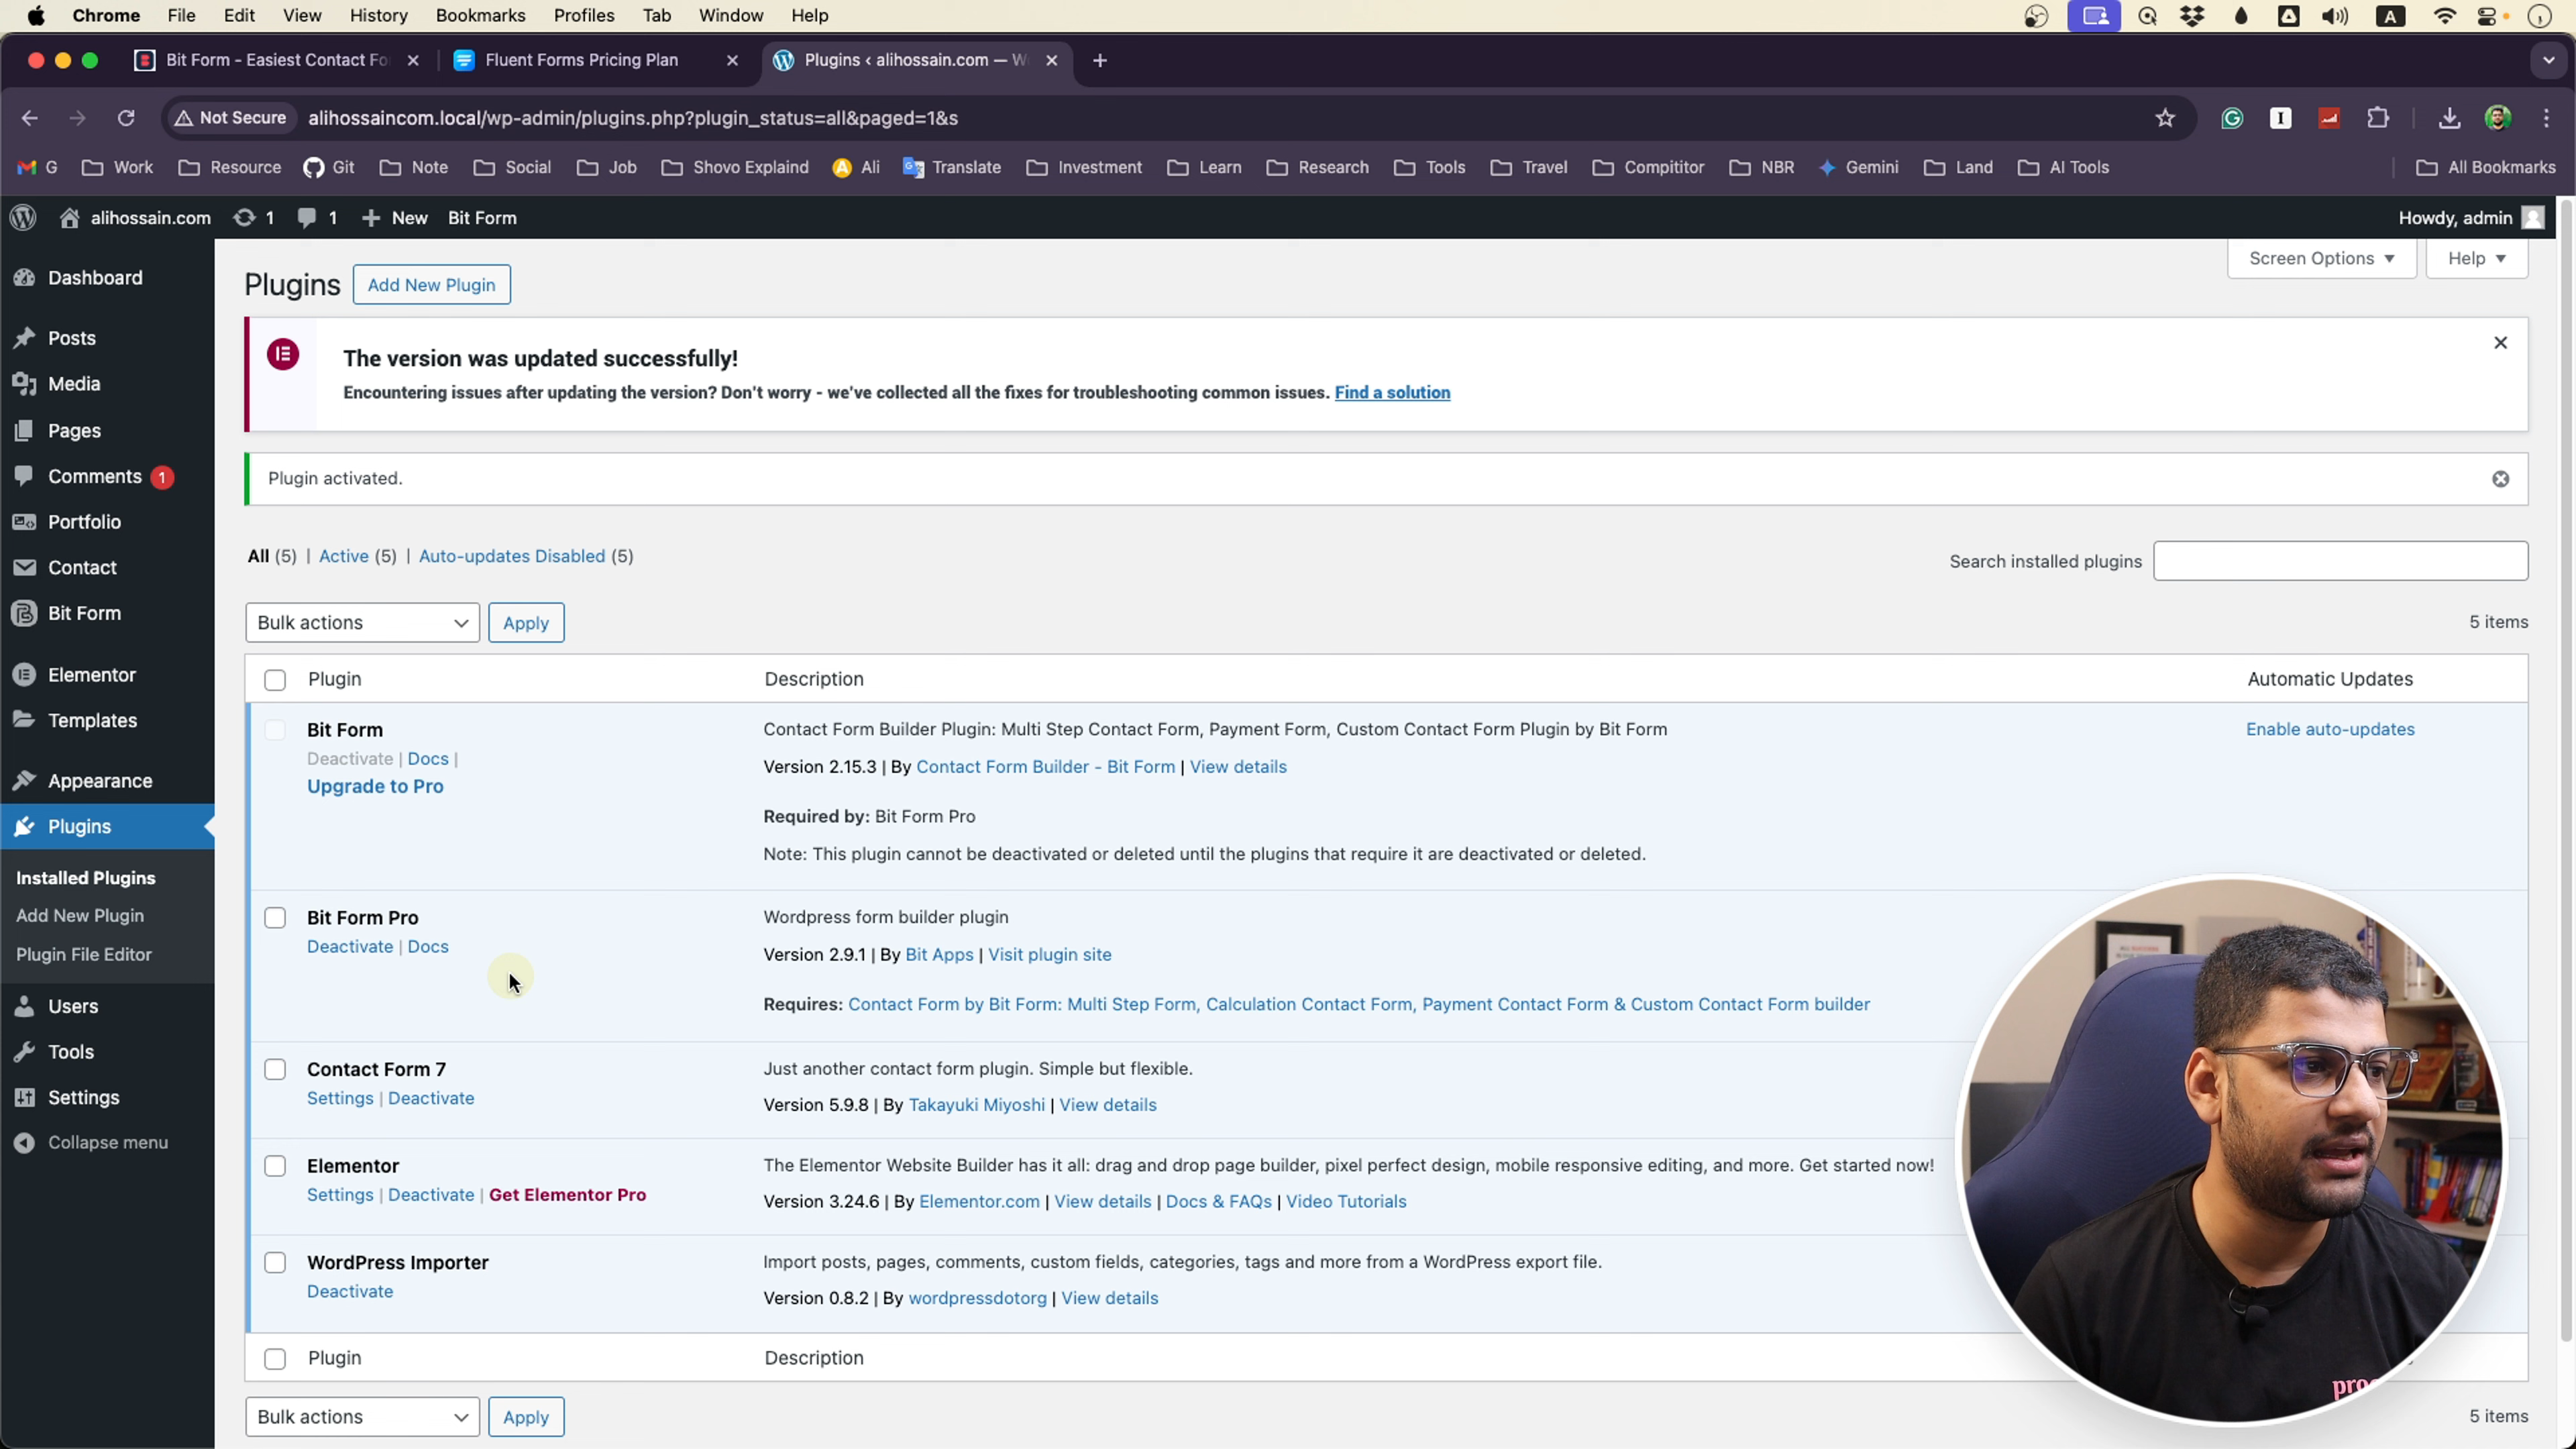 Chrome File Edit View History Bookmarks Profiles Tab Window Help
Bit Form - Easiest Contact Fo
Fluent Forms Pricing Plan
Plugins ‹ alihossain.com — W
Not Secure alihossaincom.local/wp-admin/plugins.php?plugin_status=all&paged=1&s
G Work Resource Git Note Social Job Shovo Explaind Ali Translate Investment Learn Research Tools Travel Compititor NBR Gemini Land AI Tools All Bookmarks
alihossain.com 1 1 New Bit Form Howdy, admin
Dashboard
Posts
Media
Pages
Comments 1
Portfolio
Contact
Bit Form
Elementor
Templates
Appearance
Plugins
Installed Plugins
Add New Plugin
Plugin File Editor
Users
Tools
Settings
Collapse menu
Screen Options ▼ Help ▼
Plugins Add New Plugin
The version was updated successfully!
Encountering issues after updating the version? Don't worry - we've collected all the fixes for troubleshooting common issues. Find a solution
Plugin activated.
All (5) | Active (5) | Auto-updates Disabled (5)
Search installed plugins
Bulk actions Apply
5 items
Plugin Description Automatic Updates
Bit Form
Deactivate | Docs |
Upgrade to Pro
Contact Form Builder Plugin: Multi Step Contact Form, Payment Form, Custom Contact Form Plugin by Bit Form
Version 2.15.3 | By Contact Form Builder - Bit Form | View details
Required by: Bit Form Pro
Note: This plugin cannot be deactivated or deleted until the plugins that require it are deactivated or deleted.
Enable auto-updates
Bit Form Pro
Deactivate | Docs
Wordpress form builder plugin
Version 2.9.1 | By Bit Apps | Visit plugin site
Requires: Contact Form by Bit Form: Multi Step Form, Calculation Contact Form, Payment Contact Form & Custom Contact Form builder
Contact Form 7
Settings | Deactivate
Just another contact form plugin. Simple but flexible.
Version 5.9.8 | By Takayuki Miyoshi | View details
Elementor
Settings | Deactivate | Get Elementor Pro
The Elementor Website Builder has it all: drag and drop page builder, pixel perfect design, mobile responsive editing, and more. Get started now!
Version 3.24.6 | By Elementor.com | View details | Docs & FAQs | Video Tutorials
WordPress Importer
Deactivate
Import posts, pages, comments, custom fields, categories, tags and more from a WordPress export file.
Version 0.8.2 | By wordpressdotorg | View details
Plugin Description
Bulk actions Apply
5 items